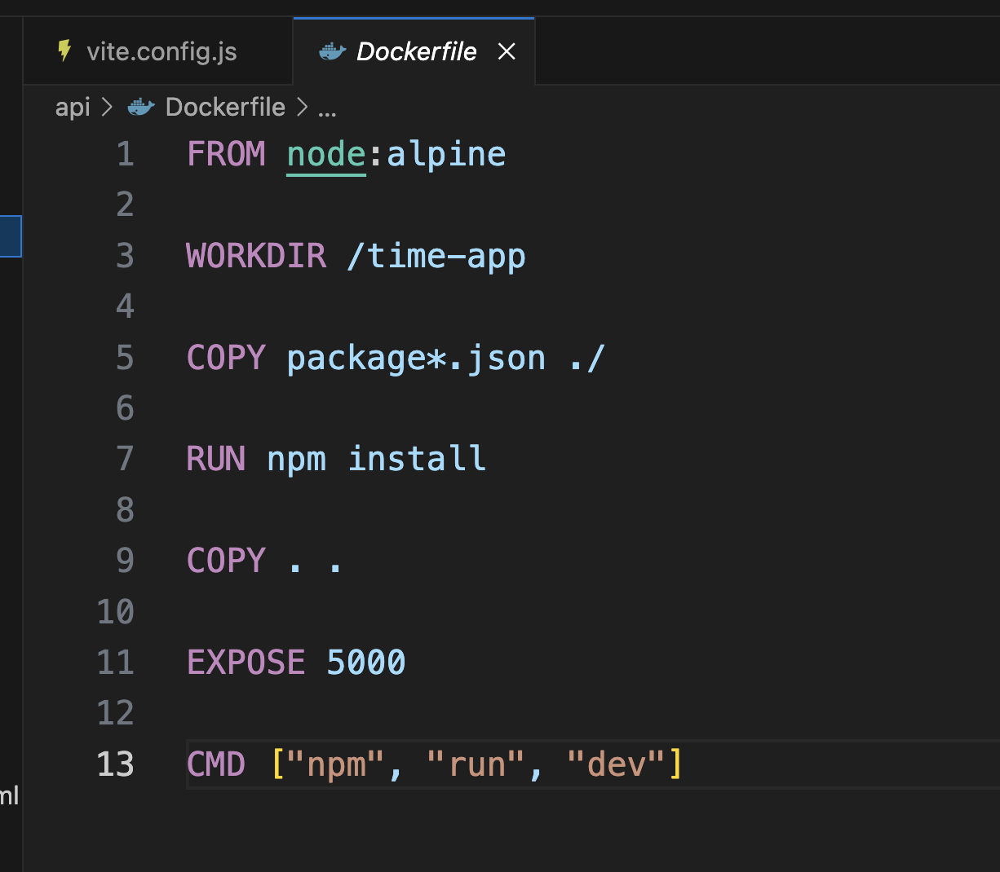 vite.config.js Dockerfile
api > Dockerfile > ...
1 FROM node:alpine
2
3 WORKDIR /time-app
4
5 COPY package*.json ./
6
7 RUN npm install
8
9 COPY . .
10
11 EXPOSE 5000
12
13 CMD ["npm", "run", "dev"]
ml